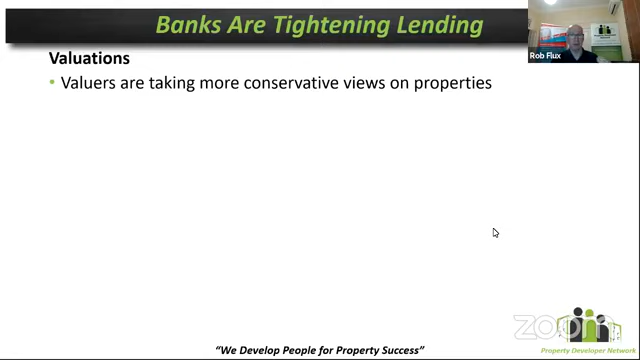 Banks Are Tightening Lending
Rob Flux
Valuations
• Valuers are taking more conservative views on properties
zoom
Property Developer Network
“We Develop People for Property Success”